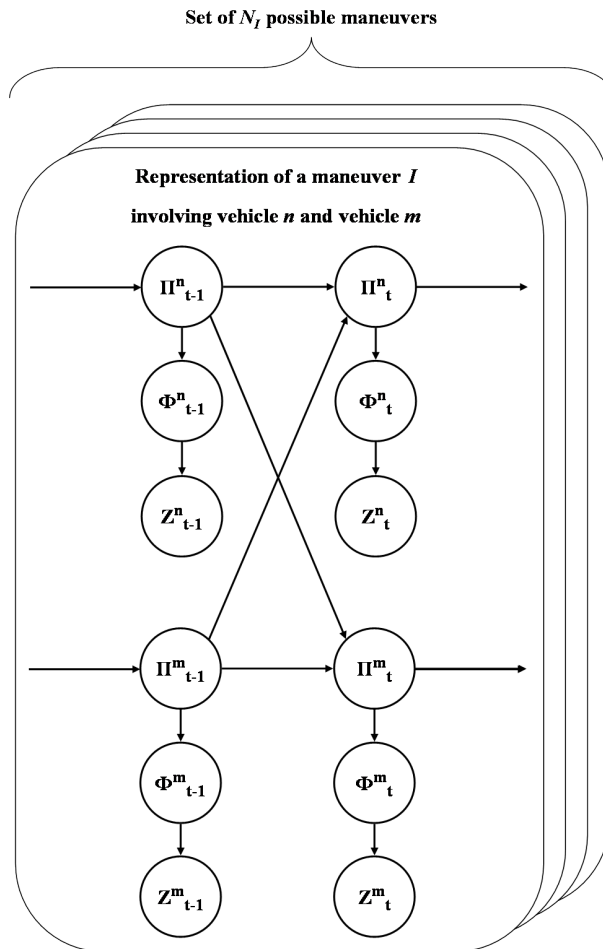 Set of N_I possible maneuvers
Representation of a maneuver I
involving vehicle n and vehicle m
Π^n_t-1 Π^n_t
Φ^n_t-1 Φ^n_t
Z^n_t-1 Z^n_t
Π^m_t-1 Π^m_t
Φ^m_t-1 Φ^m_t
Z^m_t-1 Z^m_t